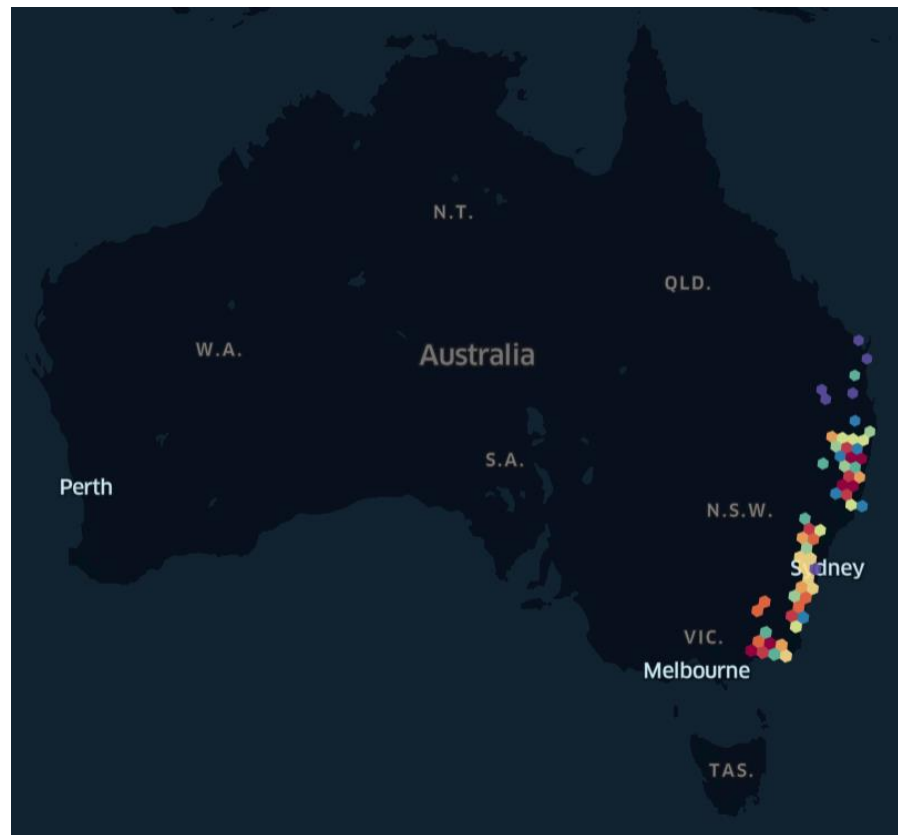 N.T.
QLD.
W.A.
Australia
S.A.
Perth
N.S.W.
Sydney
VIC.
Melbourne
TAS.